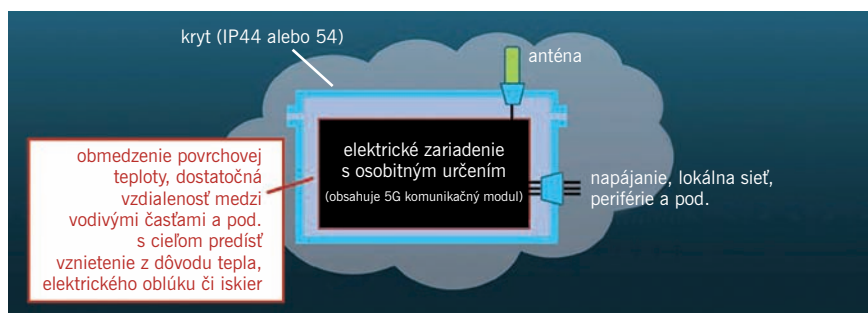 kryt (IP44 alebo 54)
anténa
elektrické zariadenie
s osobitným určením
(obsahuje 5G komunikačný modul)
napájanie, lokálna sieť,
periférie a pod.
obmedzenie povrchovej
teploty, dostatočná
vzdialenosť medzi
vodivými časťami a pod.
s cieľom predísť
vznietenie z dôvodu tepla,
elektrického oblúku či iskier